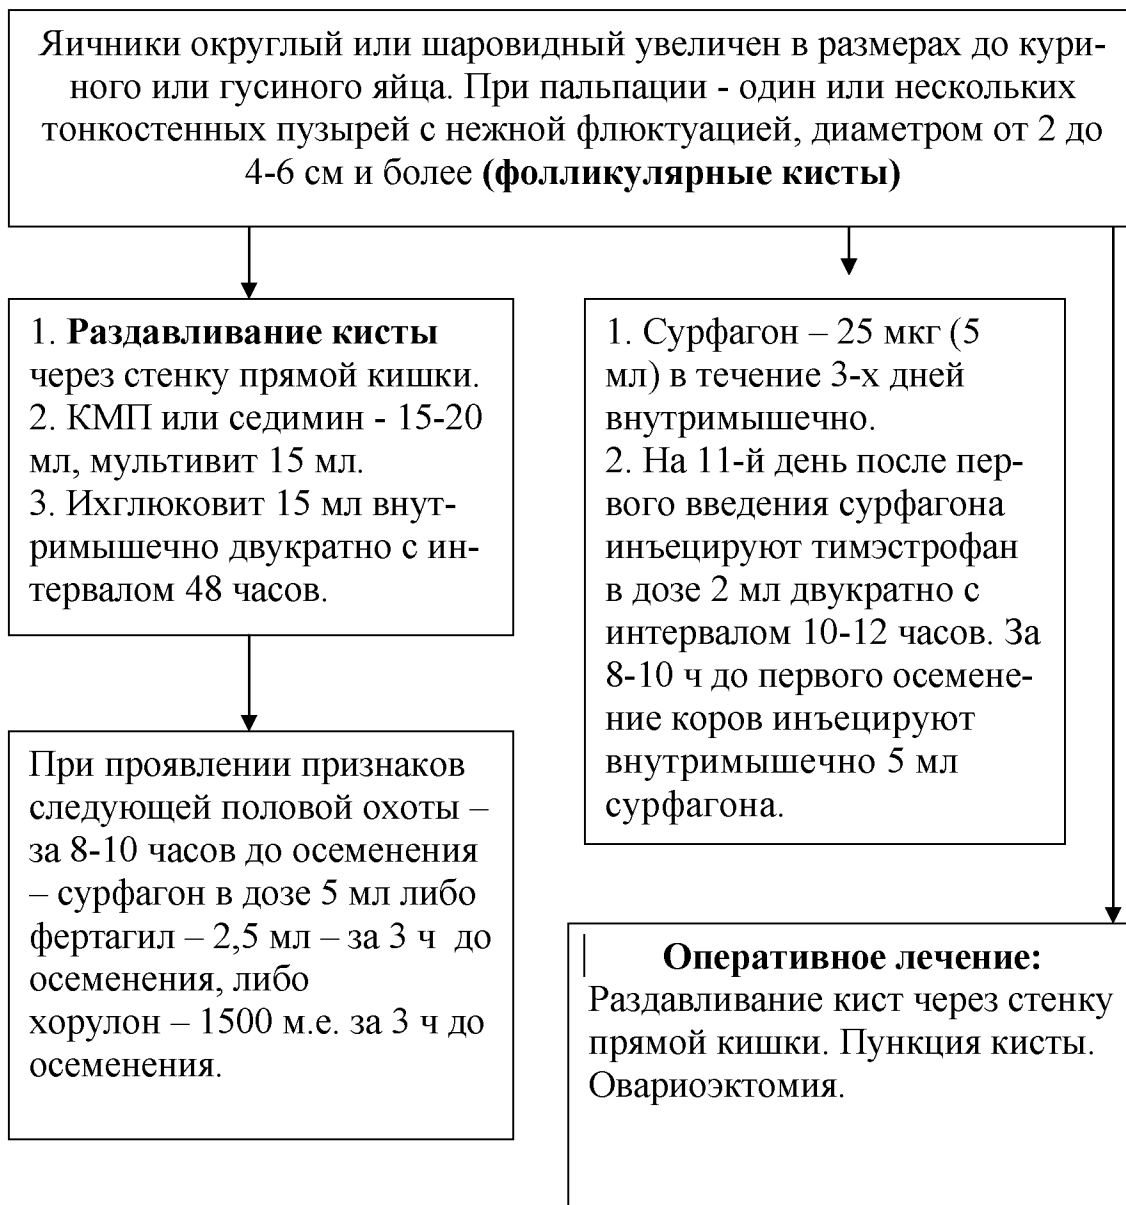 Яичники округлый или шаровидный увеличен в размерах до кури-
ного или гусиного яйца. При пальпации - один или нескольких
тонкостенных пузырей с нежной флюктуацией, диаметром от 2 до
4-6 см и более (фолликулярные кисты)
1. Раздавливание кисты
через стенку прямой кишки.
2. КМП или седимин - 15-20
мл, мультивит 15 мл.
3. Ихглюковит 15 мл внут-
римышечно двукратно с ин-
тервалом 48 часов.
При проявлении признаков
следующей половой охоты –
за 8-10 часов до осеменения
– сурфагон в дозе 5 мл либо
фертагил – 2,5 мл – за 3 ч до
осеменения, либо
хорулон – 1500 м.е. за 3 ч до
осеменения.
1. Сурфагон – 25 мкг (5
мл) в течение 3-х дней
внутримышечно.
2. На 11-й день после пер-
вого введения сурфагона
инъецируют тимэстрофан
в дозе 2 мл двукратно с
интервалом 10-12 часов. За
8-10 ч до первого осемене-
ние коров инъецируют
внутримышечно 5 мл
сурфагона.
Оперативное лечение:
Раздавливание кист через стенку
прямой кишки. Пункция кисты.
Овариоэктомия.